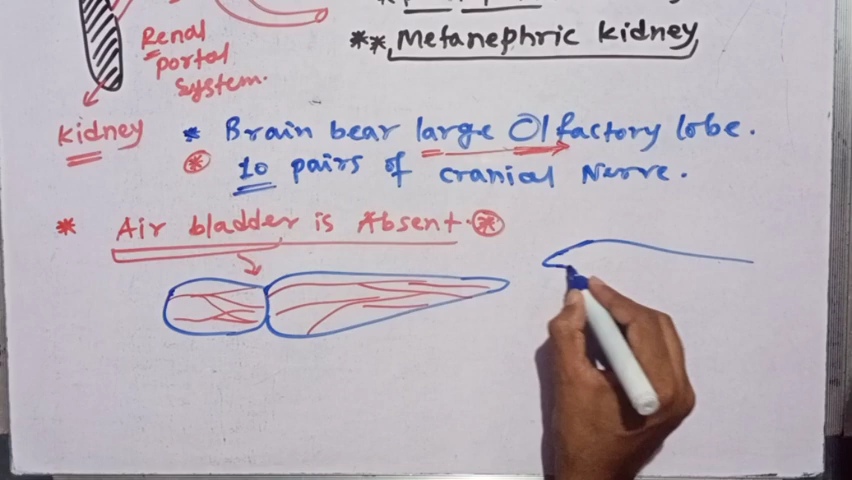 Renal
portal
system.
** Metanephric kidney
kidney
* Brain bear large Olfactory lobe.
* 10 pairs of cranial Nerve.
* Air bladder is Absent. *